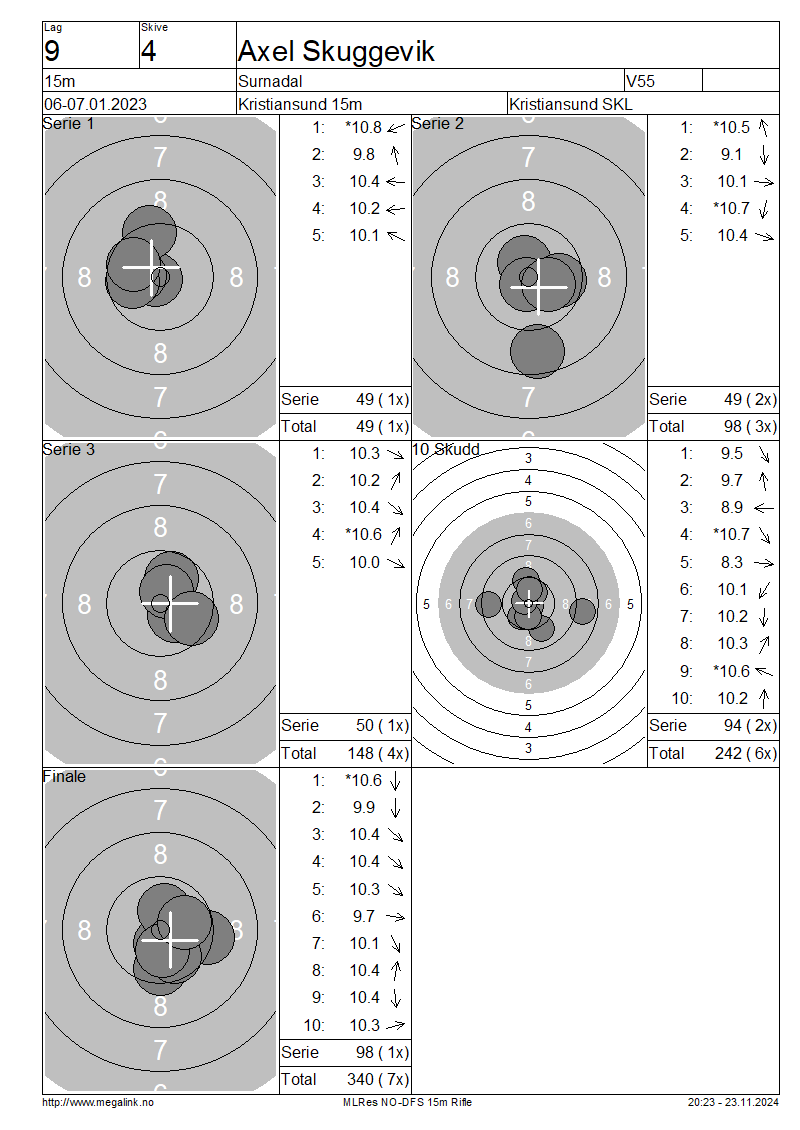 Lag
Skive
9
4
Axel Skuggevik
15m
Surnadal
V55
06-07.01.2023
Kristiansund 15m
Kristiansund SKL
Serie 1
7
8
8
8
8
7
1: *10.8
2: 9.8
3: 10.4
4: 10.2
5: 10.1
Serie 49 ( 1x)
Total 49 ( 1x)
Serie 2
7
8
8
8
8
7
1: *10.5
2: 9.1
3: 10.1
4: *10.7
5: 10.4
Serie 49 ( 2x)
Total 98 ( 3x)
Serie 3
7
8
8
8
8
7
1: 10.3
2: 10.2
3: 10.4
4: *10.6
5: 10.0
Serie 50 ( 1x)
Total 148 ( 4x)
10 Skudd
3
4
5
6
7
8
5 6 7 8 6 5
8
7
6
5
4
3
1: 9.5
2: 9.7
3: 8.9
4: *10.7
5: 8.3
6: 10.1
7: 10.2
8: 10.3
9: *10.6
10: 10.2
Serie 94 ( 2x)
Total 242 ( 6x)
Finale
7
8
8
8
8
7
1: *10.6
2: 9.9
3: 10.4
4: 10.4
5: 10.3
6: 9.7
7: 10.1
8: 10.4
9: 10.4
10: 10.3
Serie 98 ( 1x)
Total 340 ( 7x)
http://www.megalink.no
MLRes NO-DFS 15m Rifle
20:23 - 23.11.2024